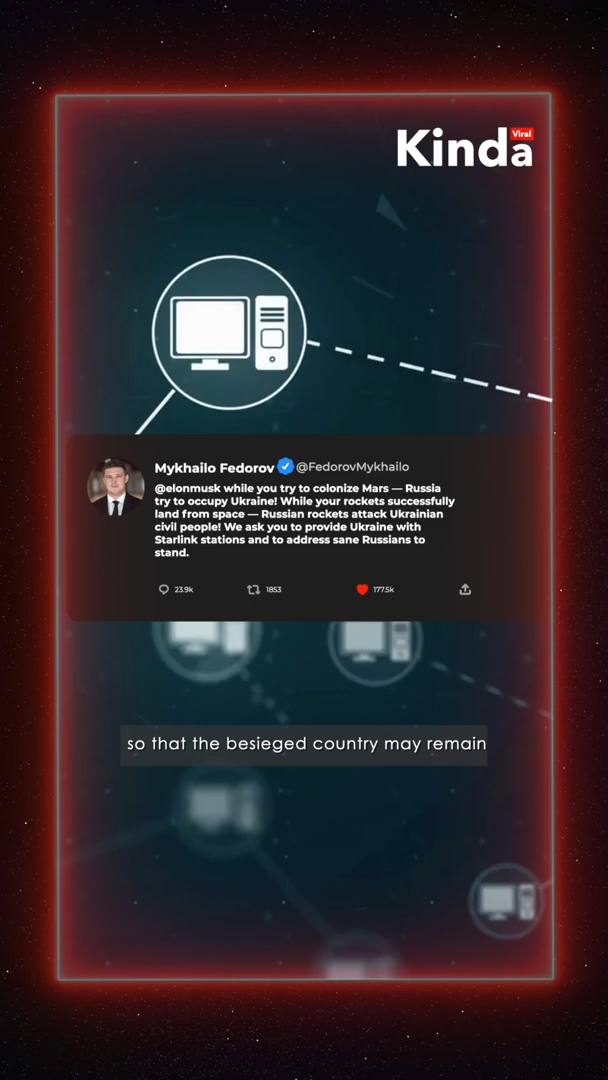 Kinda
Viral
Mykhailo Fedorov @FedorovMykhailo
@elonmusk while you try to colonize Mars — Russia
try to occupy Ukraine! While your rockets successfully
land from space — Russian rockets attack Ukrainian
civil people! We ask you to provide Ukraine with
Starlink stations and to address sane Russians to
stand.
23.9k 1853 177.5k
so that the besieged country may remain